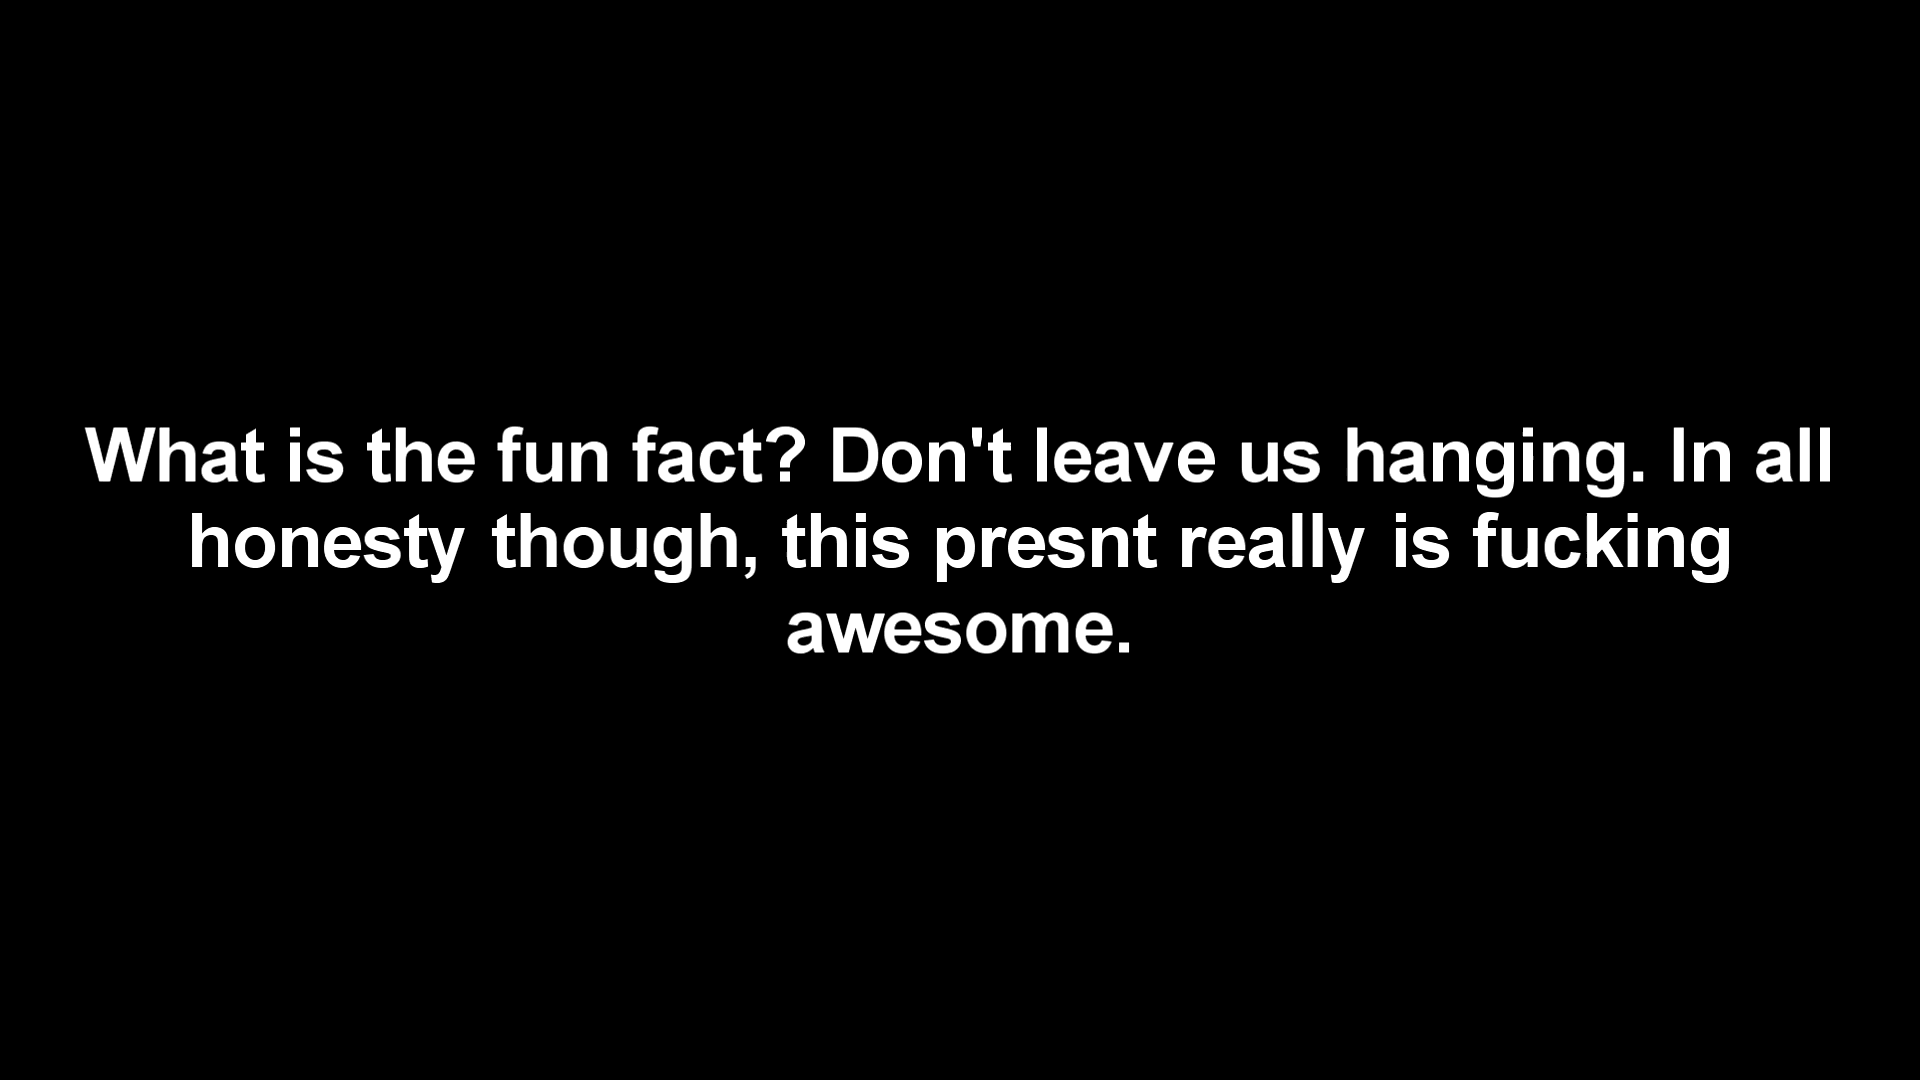 What is the fun fact? Don't leave us hanging. In all
honesty though, this presnt really is fucking
awesome.